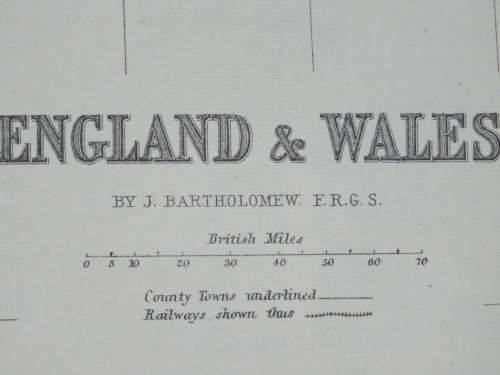 ENGLAND & WALES
BY J. BARTHOLOMEW. F.R.G.S.
British Miles
0 5 10 20 30 40 50 60 70
County Towns underlined
Railways shown thus